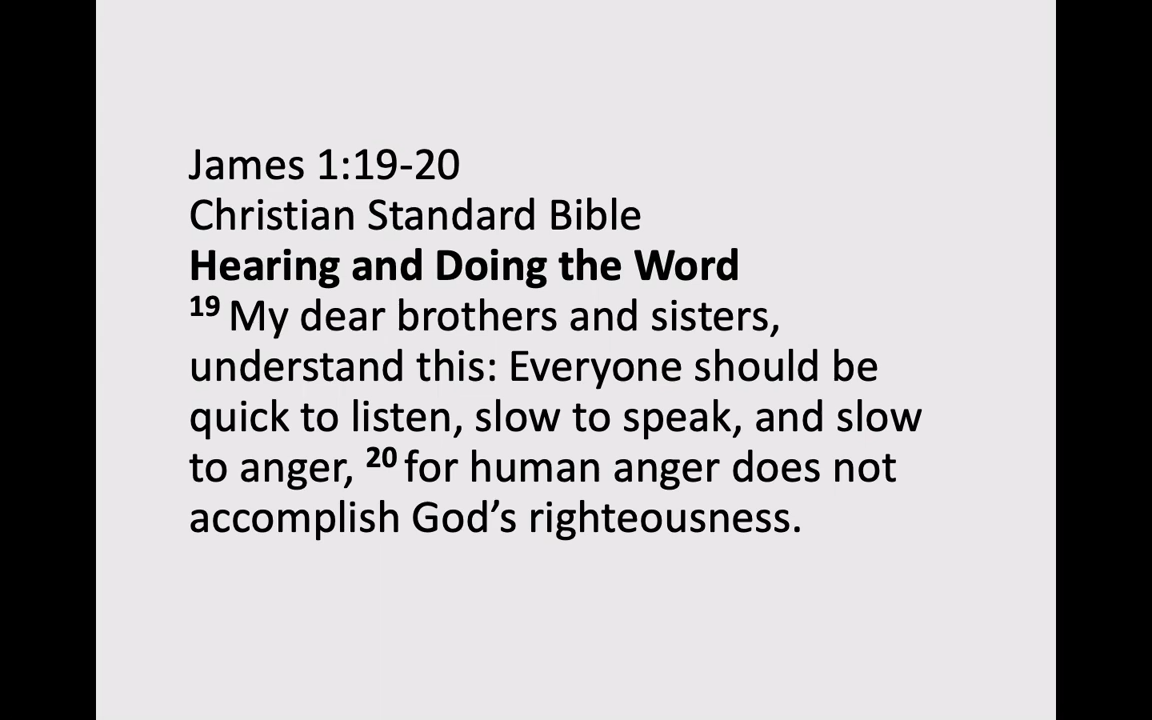 James 1:19-20
Christian Standard Bible
Hearing and Doing the Word
19 My dear brothers and sisters,
understand this: Everyone should be
quick to listen, slow to speak, and slow
to anger, 20 for human anger does not
accomplish God’s righteousness.